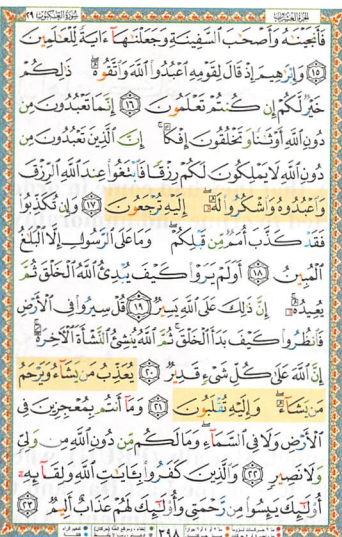 الجزء العشرون سورة العنكبوت ٢٩
فَأَنجَيْنَٰهُ وَأَصْحَٰبَ ٱلسَّفِينَةِ وَجَعَلْنَٰهَآ ءَايَةً لِّلْعَٰلَمِينَ
١٥ وَإِبْرَٰهِيمَ إِذْ قَالَ لِقَوْمِهِ ٱعْبُدُوا۟ ٱللَّهَ وَٱتَّقُوهُ ۖ ذَٰلِكُمْ
خَيْرٌ لَّكُمْ إِن كُنتُمْ تَعْلَمُونَ ١٦ إِنَّمَا تَعْبُدُونَ مِن
دُونِ ٱللَّهِ أَوْثَٰنًا وَتَخْلُقُونَ إِفْكًا ۚ إِنَّ ٱلَّذِينَ تَعْبُدُونَ مِن
دُونِ ٱللَّهِ لَا يَمْلِكُونَ لَكُمْ رِزْقًا فَٱبْتَغُوا۟ عِندَ ٱللَّهِ ٱلرِّزْقَ
وَٱعْبُدُوهُ وَٱشْكُرُوا۟ لَهُۥٓ ۖ إِلَيْهِ تُرْجَعُونَ ١٧ وَإِن تُكَذِّبُوا۟
فَقَدْ كَذَّبَ أُمَمٌ مِّن قَبْلِكُمْ ۖ وَمَا عَلَى ٱلرَّسُولِ إِلَّا ٱلْبَلَٰغُ
ٱلْمُبِينُ ١٨ أَوَلَمْ يَرَوْا۟ كَيْفَ يُبْدِئُ ٱللَّهُ ٱلْخَلْقَ ثُمَّ
يُعِيدُهُۥٓ ۚ إِنَّ ذَٰلِكَ عَلَى ٱللَّهِ يَسِيرٌ ١٩ قُلْ سِيرُوا۟ فِى ٱلْأَرْضِ
فَٱنظُرُوا۟ كَيْفَ بَدَأَ ٱلْخَلْقَ ۚ ثُمَّ ٱللَّهُ يُنشِئُ ٱلنَّشْأَةَ ٱلْءَاخِرَةَ ۚ
إِنَّ ٱللَّهَ عَلَىٰ كُلِّ شَىْءٍ قَدِيرٌ ٢٠ يُعَذِّبُ مَن يَشَآءُ وَيَرْحَمُ
مَن يَشَآءُ ۖ وَإِلَيْهِ تُقْلَبُونَ ٢١ وَمَآ أَنتُم بِمُعْجِزِينَ فِى
ٱلْأَرْضِ وَلَا فِى ٱلسَّمَآءِ ۖ وَمَا لَكُم مِّن دُونِ ٱللَّهِ مِن وَلِىٍّ
وَلَا نَصِيرٍ ٢٢ وَٱلَّذِينَ كَفَرُوا۟ بِـَٔايَٰتِ ٱللَّهِ وَلِقَآئِهِۦٓ
أُو۟لَٰٓئِكَ يَئِسُوا۟ مِن رَّحْمَتِى وَأُو۟لَٰٓئِكَ لَهُمْ عَذَابٌ أَلِيمٌ ٢٣
٣٩٨